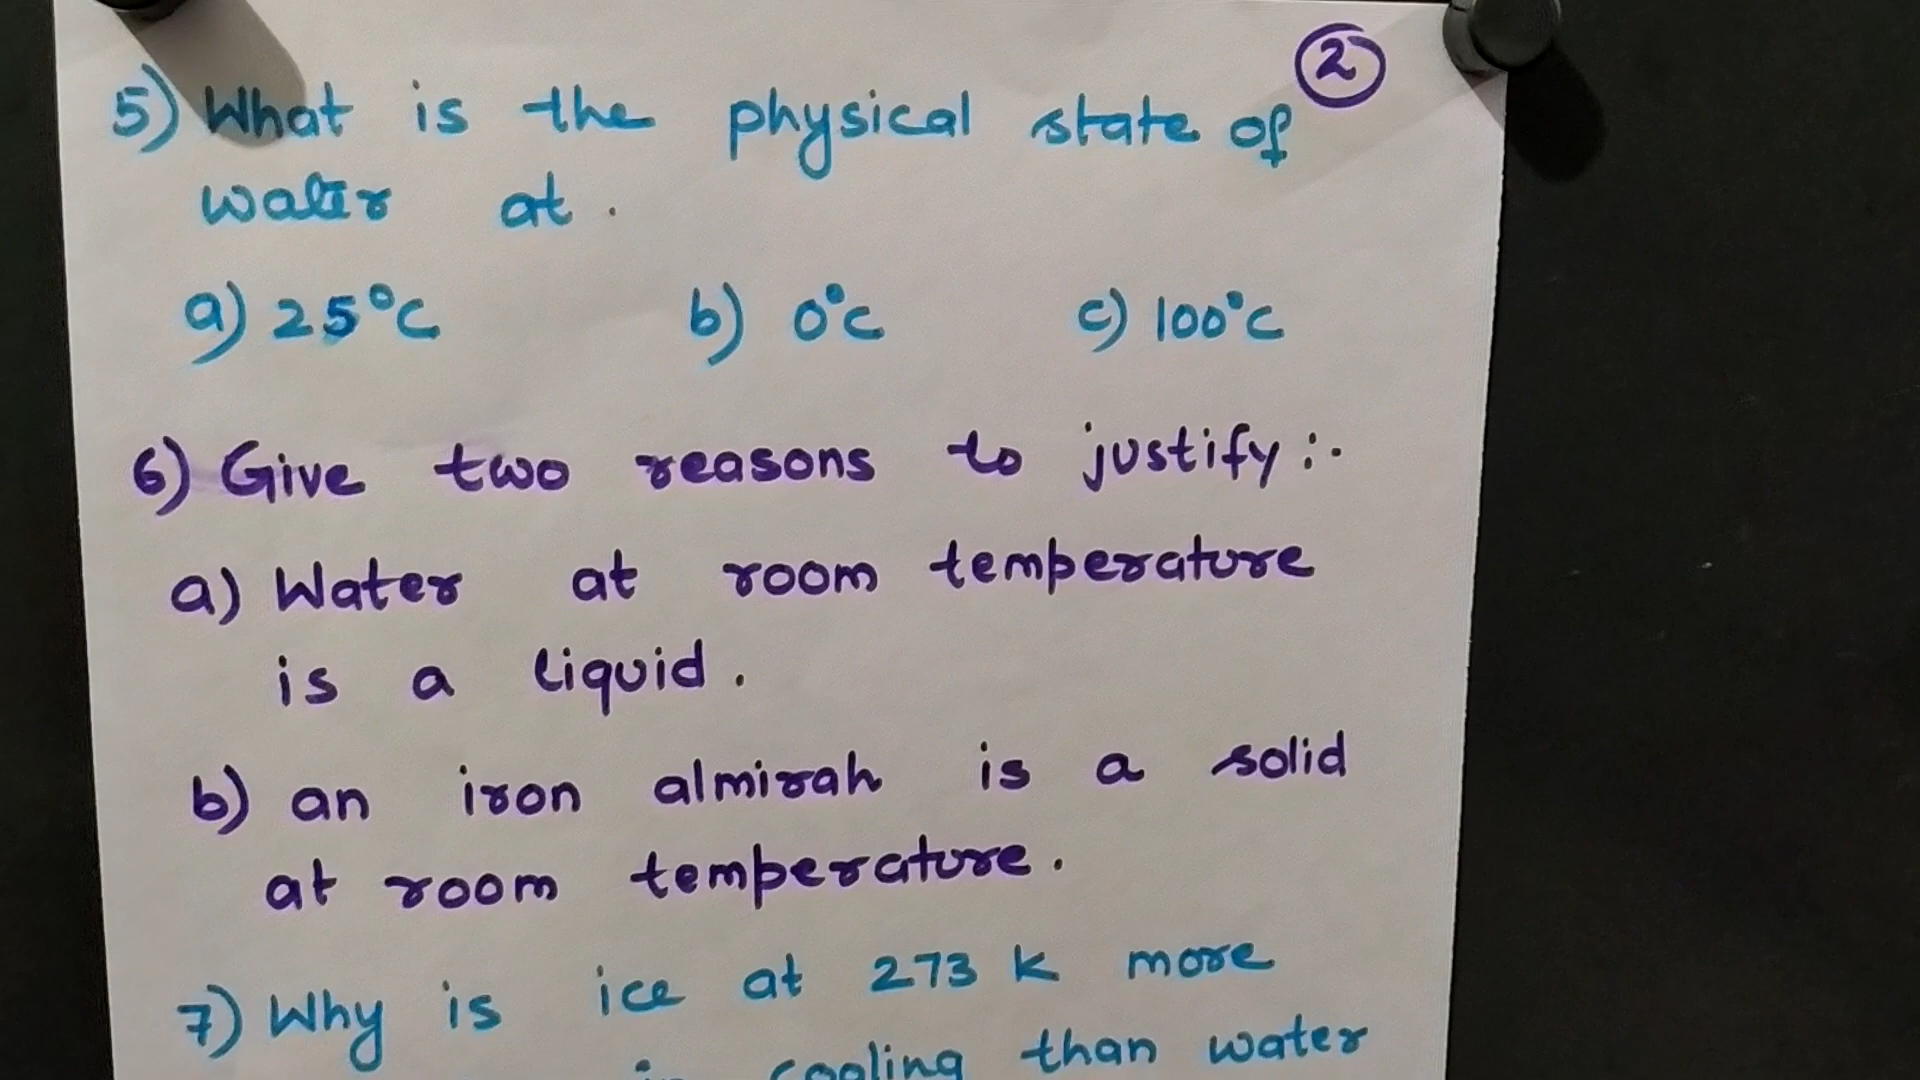 2
5) What is the physical state of
water at.
a) 25°C b) 0°C c) 100°C
6) Give two reasons to justify:-
a) Water at room temperature
is a liquid.
b) an iron almirah is a solid
at room temperature.
7) Why is ice at 273 K more
in cooling than water